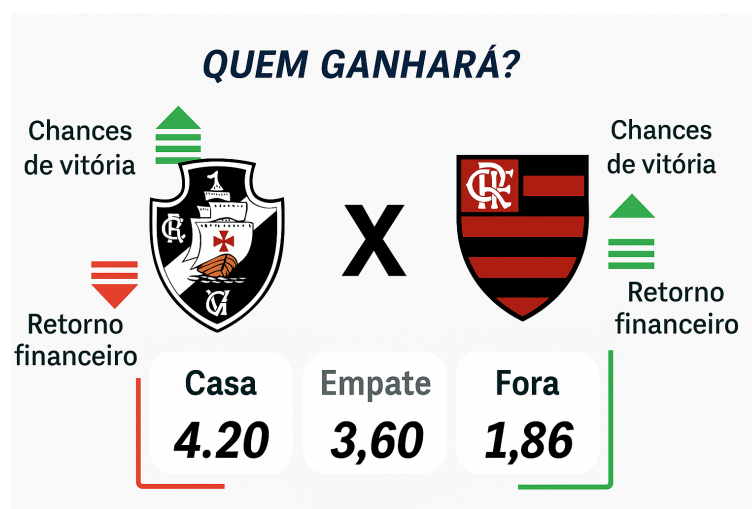 QUEM GANHARÁ?
Chances
de vitória
Retorno
financeiro
X
Chances
de vitória
Retorno
financeiro
Casa
4.20
Empate
3,60
Fora
1,86